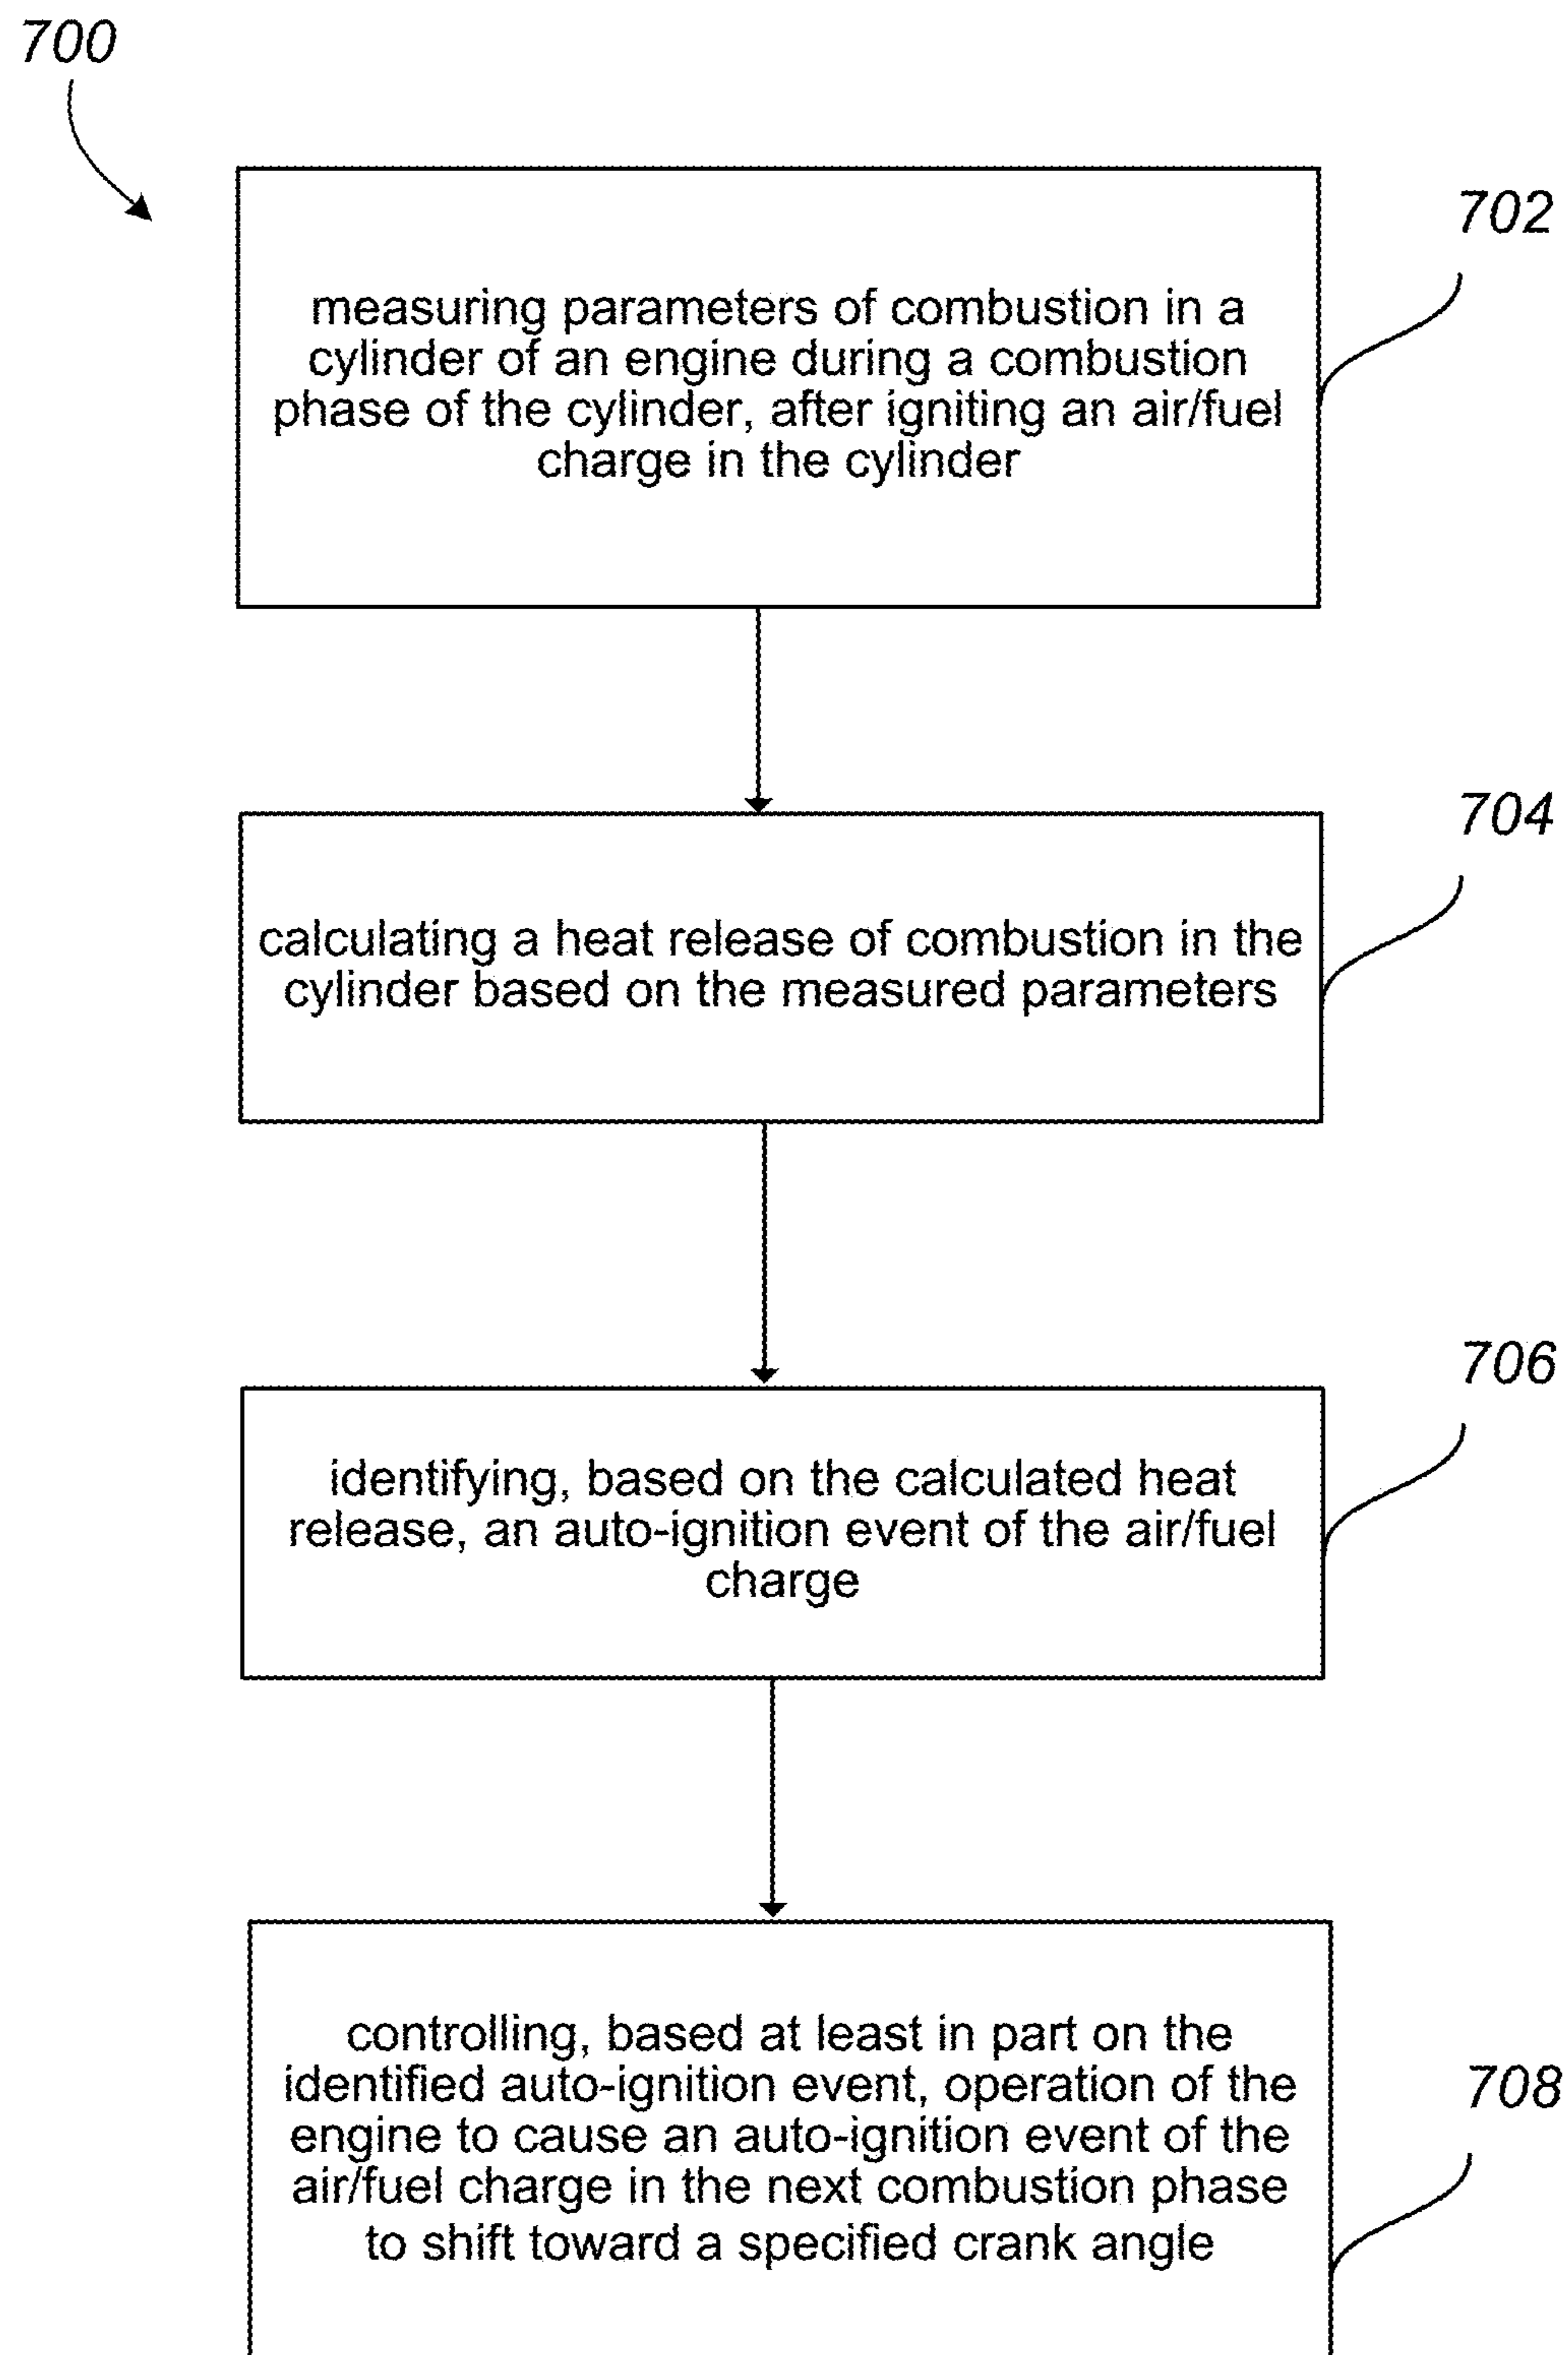 700
702
measuring parameters of combustion in a
cylinder of an engine during a combustion
phase of the cylinder, after igniting an air/fuel
charge in the cylinder
704
calculating a heat release of combustion in the
cylinder based on the measured parameters
706
identifying, based on the calculated heat
release, an auto-ignition event of the air/fuel
charge
708
controlling, based at least in part on the
identified auto-ignition event, operation of the
engine to cause an auto-ignition event of the
air/fuel charge in the next combustion phase
to shift toward a specified crank angle